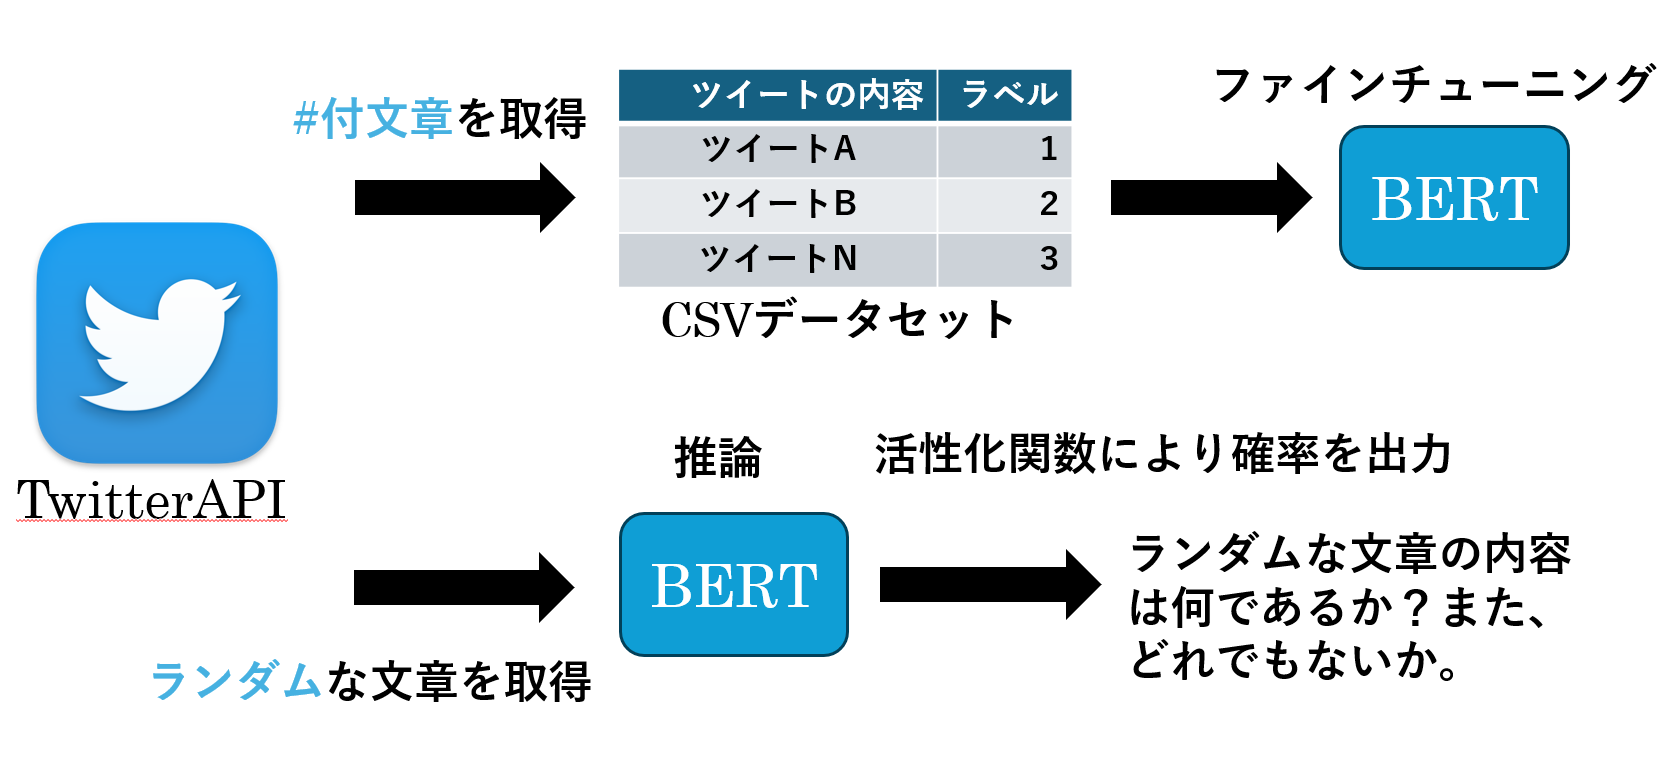 #付文章を取得
ツイートの内容 ラベル
ツイートA 1
ツイートB 2
ツイートN 3
CSVデータセット
ファインチューニング
BERT
TwitterAPI
推論
活性化関数により確率を出力
BERT
ランダムな文章の内容
は何であるか？また、
どれでもないか。
ランダムな文章を取得